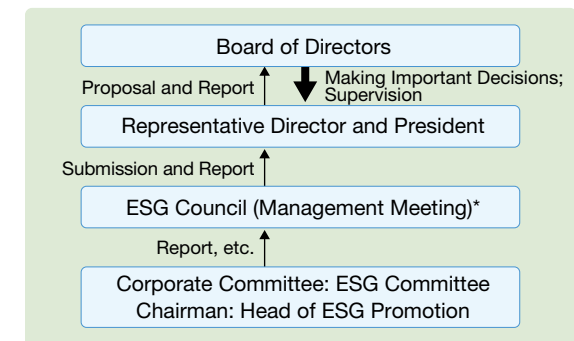 Board of Directors
Proposal and Report
Making Important Decisions;
Supervision
Representative Director and President
Submission and Report
ESG Council (Management Meeting)*
Report, etc.
Corporate Committee: ESG Committee
Chairman: Head of ESG Promotion